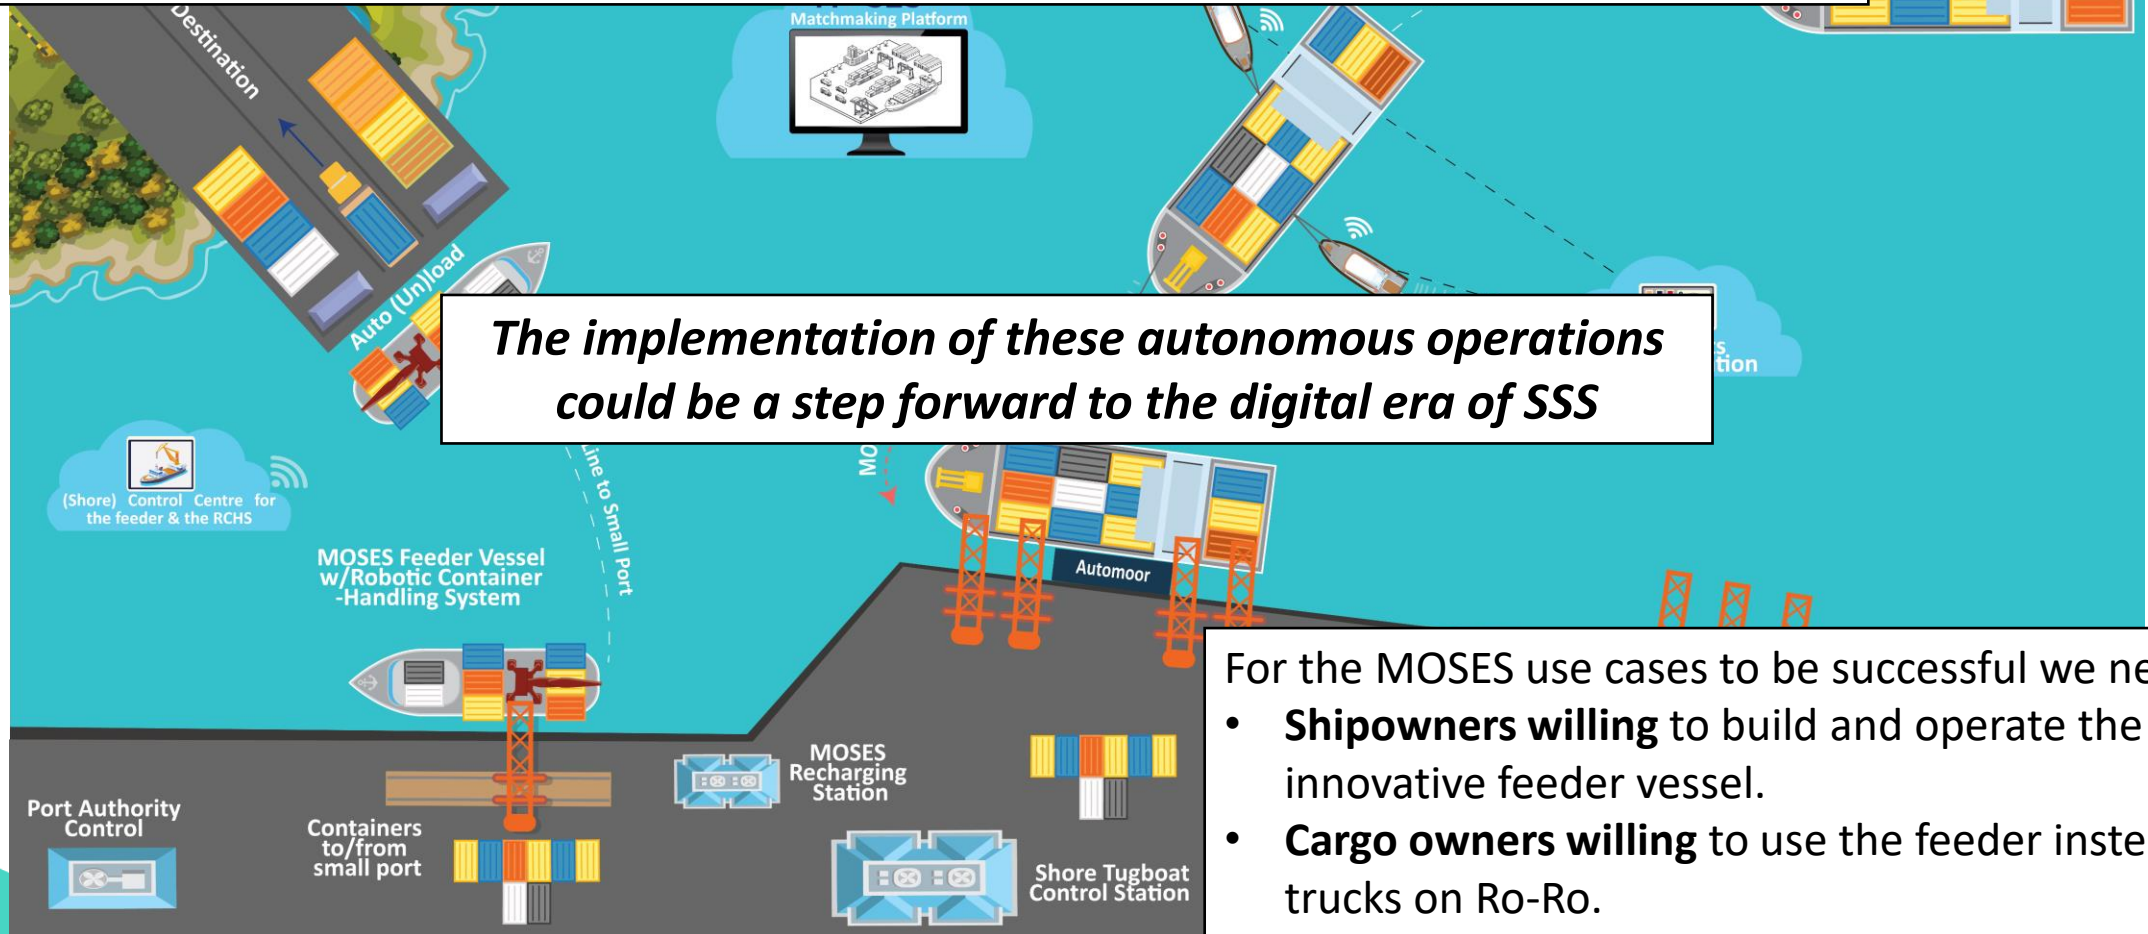 Matchmaking Platform
Destination
Auto (Un)load
The implementation of these autonomous operations
could be a step forward to the digital era of SSS
(Shore) Control Centre for
the feeder & the RCHS
Line to Small Port
MOSES Feeder Vessel
w/Robotic Container
-Handling System
Automoor
MOSES
Recharging
Station
Port Authority
Control
Containers
to/from
small port
Shore Tugboat
Control Station
For the MOSES use cases to be successful we
• Shipowners willing to build and operate the
innovative feeder vessel.
• Cargo owners willing to use the feeder
trucks on Ro-Ro.